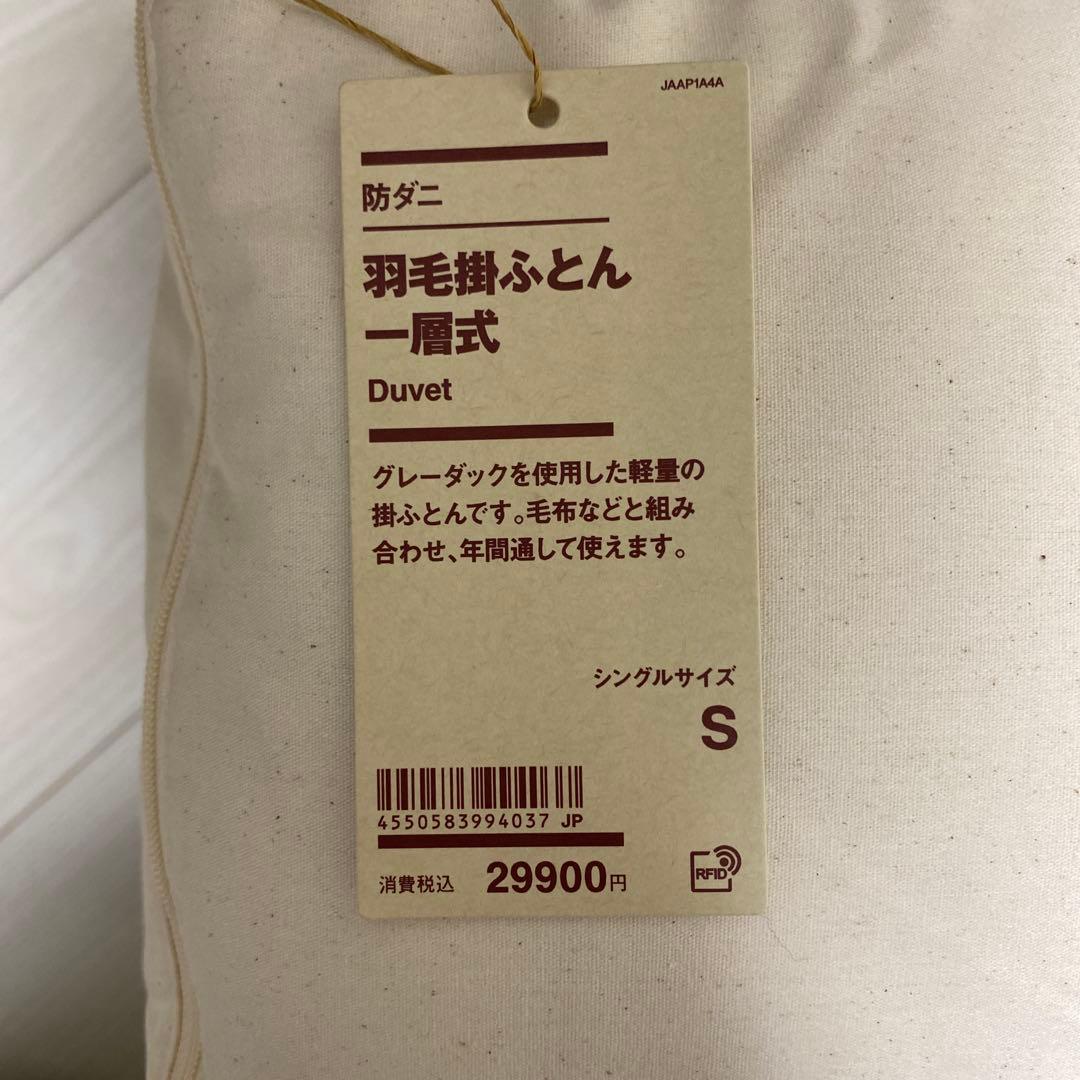 JAAP1A4A
防ダニ
羽毛掛ふとん
一層式
Duvet
グレーダックを使用した軽量の
掛ふとんです。毛布などと組み
合わせ、年間通して使えます。
シングルサイズ
S
4550583994037 JP
消費税込 29900円
RFID